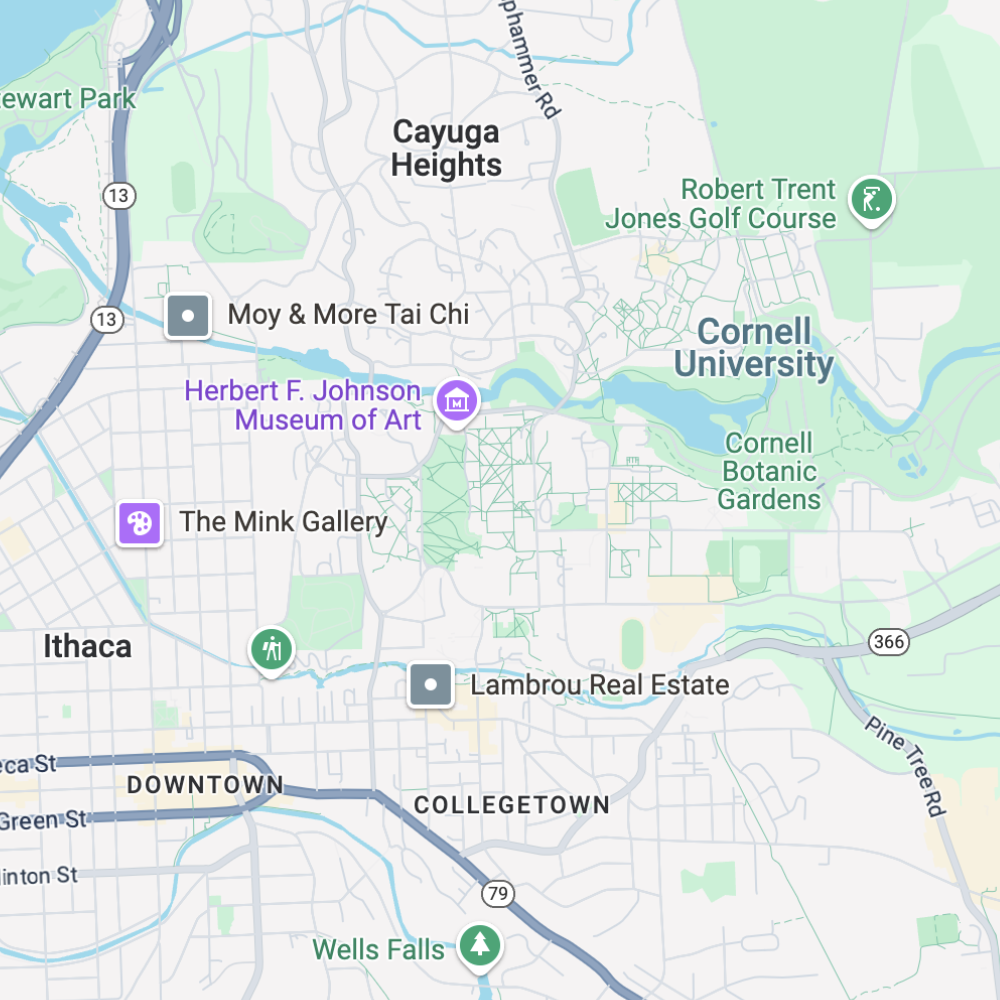 phammer Rd
ewart Park
Cayuga
Heights
13
Robert Trent
Jones Golf Course
13
Moy & More Tai Chi
Cornell
University
Herbert F. Johnson
Museum of Art
M
Cornell
Botanic
Gardens
The Mink Gallery
Ithaca
366
Lambrou Real Estate
Pine Tree Rd
eca St
DOWNTOWN
COLLEGETOWN
Green St
linton St
79
Wells Falls